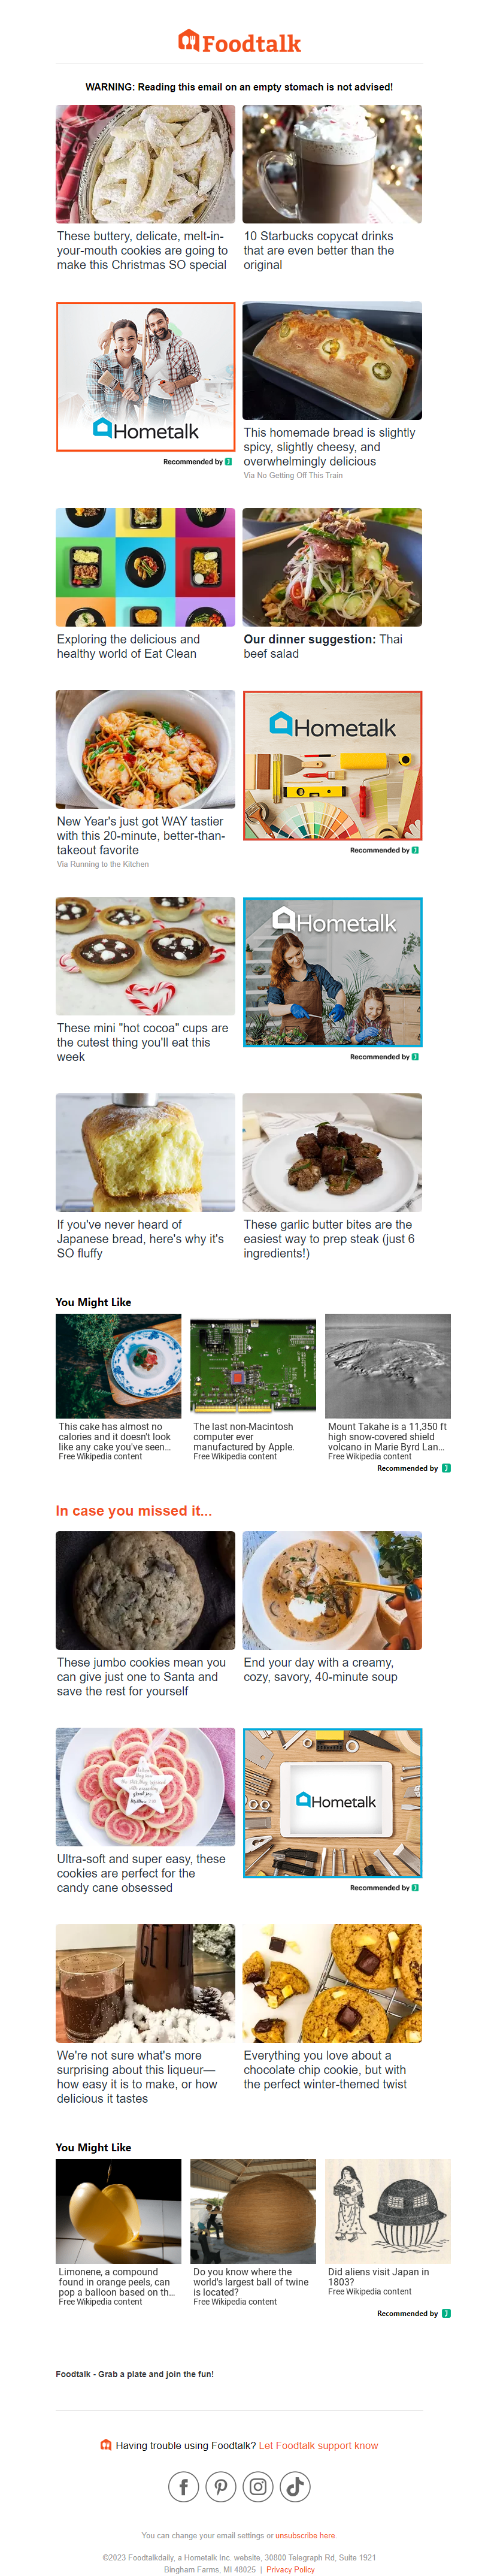 Foodtalk
WARNING: Reading this email on an empty stomach is not advised!
These buttery, delicate, melt-in-
your-mouth cookies are going to
make this Christmas SO special
10 Starbucks copycat drinks
that are even better than the
original
Hometalk
Recommended by
This homemade bread is slightly
spicy, slightly cheesy, and
overwhelmingly delicious
Via No Getting Off This Train
Exploring the delicious and
healthy world of Eat Clean
Our dinner suggestion: Thai
beef salad
New Year's just got WAY tastier
with this 20-minute, better-than-
takeout favorite
Via Running to the Kitchen
Hometalk
Recommended by
These mini "hot cocoa" cups are
the cutest thing you'll eat this
week
Hometalk
Recommended by
If you've never heard of
Japanese bread, here's why it's
SO fluffy
These garlic butter bites are the
easiest way to prep steak (just 6
ingredients!)
You Might Like
This cake has almost no
calories and it doesn't look
like any cake you've seen...
Free Wikipedia content
The last non-Macintosh
computer ever
manufactured by Apple.
Free Wikipedia content
Mount Takahe is a 11,350 ft
high snow-covered shield
volcano in Marie Byrd Lan...
Free Wikipedia content
Recommended by
In case you missed it...
These jumbo cookies mean you
can give just one to Santa and
save the rest for yourself
End your day with a creamy,
cozy, savory, 40-minute soup
Ultra-soft and super easy, these
cookies are perfect for the
candy cane obsessed
Hometalk
Recommended by
We're not sure what's more
surprising about this liqueur—
how easy it is to make, or how
delicious it tastes
Everything you love about a
chocolate chip cookie, but with
the perfect winter-themed twist
You Might Like
Limonene, a compound
found in orange peels, can
pop a balloon based on th...
Free Wikipedia content
Do you know where the
world's largest ball of twine
is located?
Free Wikipedia content
Did aliens visit Japan in
1803?
Free Wikipedia content
Recommended by
Foodtalk - Grab a plate and join the fun!
Having trouble using Foodtalk? Let Foodtalk support know
You can change your email settings or unsubscribe here.
©2023 Foodtalkdaily, a Hometalk Inc. website, 30800 Telegraph Rd, Suite 1921
Bingham Farms, MI 48025 | Privacy Policy